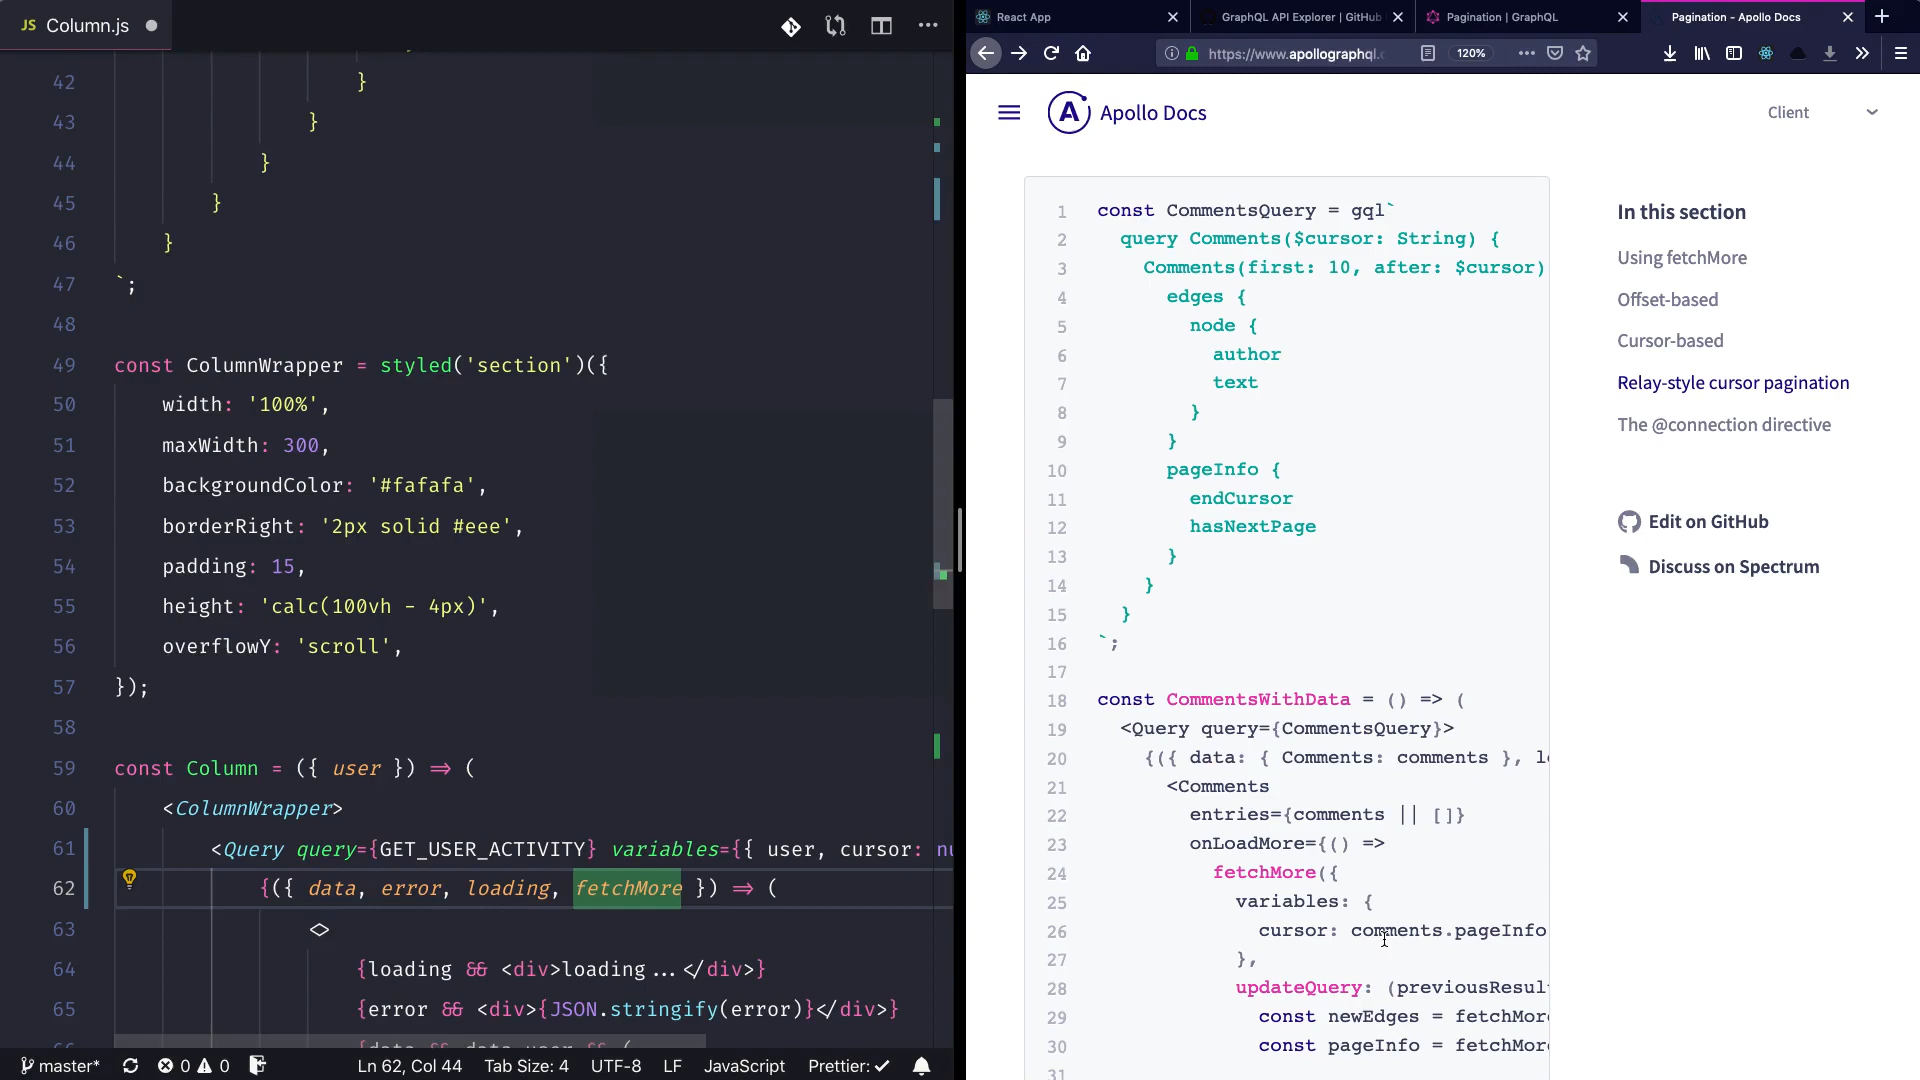 JS Column.js
42 }
43 }
44 }
45 }
46 }
47 `;
48
49 const ColumnWrapper = styled('section')({
50 width: '100%',
51 maxWidth: 300,
52 backgroundColor: '#fafafa',
53 borderRight: '2px solid #eee',
54 padding: 15,
55 height: 'calc(100vh - 4px)',
56 overflowY: 'scroll',
57 });
58
59 const Column = ({ user }) => (
60 <ColumnWrapper>
61 <Query query={GET_USER_ACTIVITY} variables={{ user, cursor: nu
62 {({ data, error, loading, fetchMore }) => (
63 <>
64 {loading && <div>loading...</div>}
65 {error && <div>{JSON.stringify(error)}</div>}
master*
0 0
Ln 62, Col 44
Tab Size: 4
UTF-8
LF
JavaScript
Prettier: ✓
React App
GraphQL API Explorer | GitHub
Pagination | GraphQL
Pagination - Apollo Docs
https://www.apollographql.c
120%
Apollo Docs
Client
1 const CommentsQuery = gql`
2 query Comments($cursor: String) {
3 Comments(first: 10, after: $cursor)
4 edges {
5 node {
6 author
7 text
8 }
9 }
10 pageInfo {
11 endCursor
12 hasNextPage
13 }
14 }
15 }
16 `;
17
18 const CommentsWithData = () => (
19 <Query query={CommentsQuery}>
20 {({ data: { Comments: comments }, lo
21 <Comments
22 entries={comments || []}
23 onLoadMore={() =>
24 fetchMore({
25 variables: {
26 cursor: comments.pageInfo
27 },
28 updateQuery: (previousResul
29 const newEdges = fetchMore
30 const pageInfo = fetchMore
31
In this section
Using fetchMore
Offset-based
Cursor-based
Relay-style cursor pagination
The @connection directive
Edit on GitHub
Discuss on Spectrum